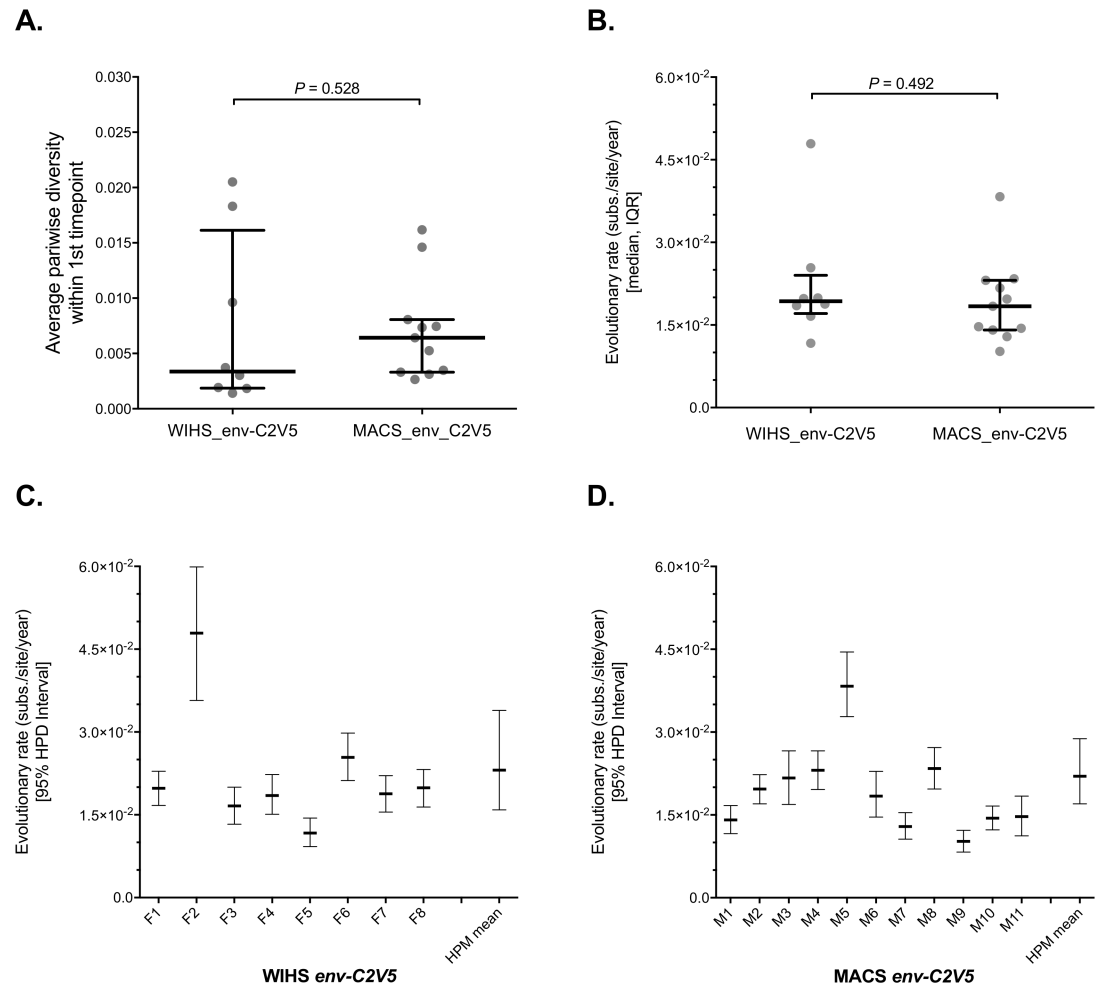 A.
P = 0.528
0.030
0.025
0.020
0.015
0.010
0.005
0.000
Average pariwise diversity
within 1st timepoint
WIHS_env-C2V5
MACS_env_C2V5
B.
P = 0.492
6.0×10-2
4.5×10-2
3.0×10-2
1.5×10-2
0.0
Evolutionary rate (subs./site/year)
[median, IQR]
WIHS_env-C2V5
MACS_env-C2V5
C.
6.0×10-2
4.5×10-2
3.0×10-2
1.5×10-2
0.0
Evolutionary rate (subs./site/year)
[95% HPD Interval]
F1
F2
F3
F4
F5
F6
F7
F8
HPM mean
WIHS env-C2V5
D.
6.0×10-2
4.5×10-2
3.0×10-2
1.5×10-2
0.0
Evolutionary rate (subs./site/year)
[95% HPD Interval]
M1
M2
M3
M4
M5
M6
M7
M8
M9
M10
M11
HPM mean
MACS env-C2V5